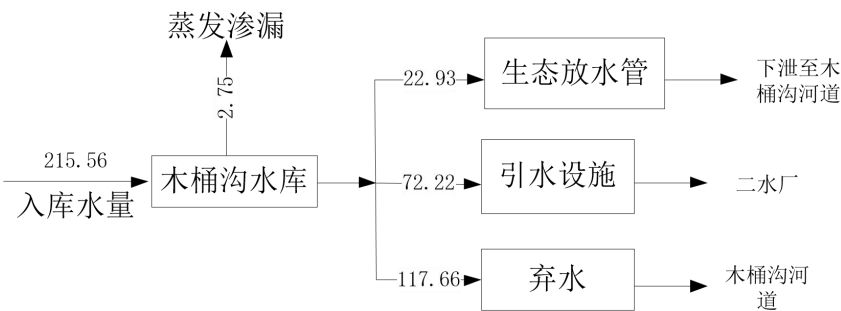 蒸发渗漏
2.75
215.56
入库水量
木桶沟水库
22.93
生态放水管
下泄至木
桶沟河道
72.22
引水设施
二水厂
117.66
弃水
木桶沟河
道